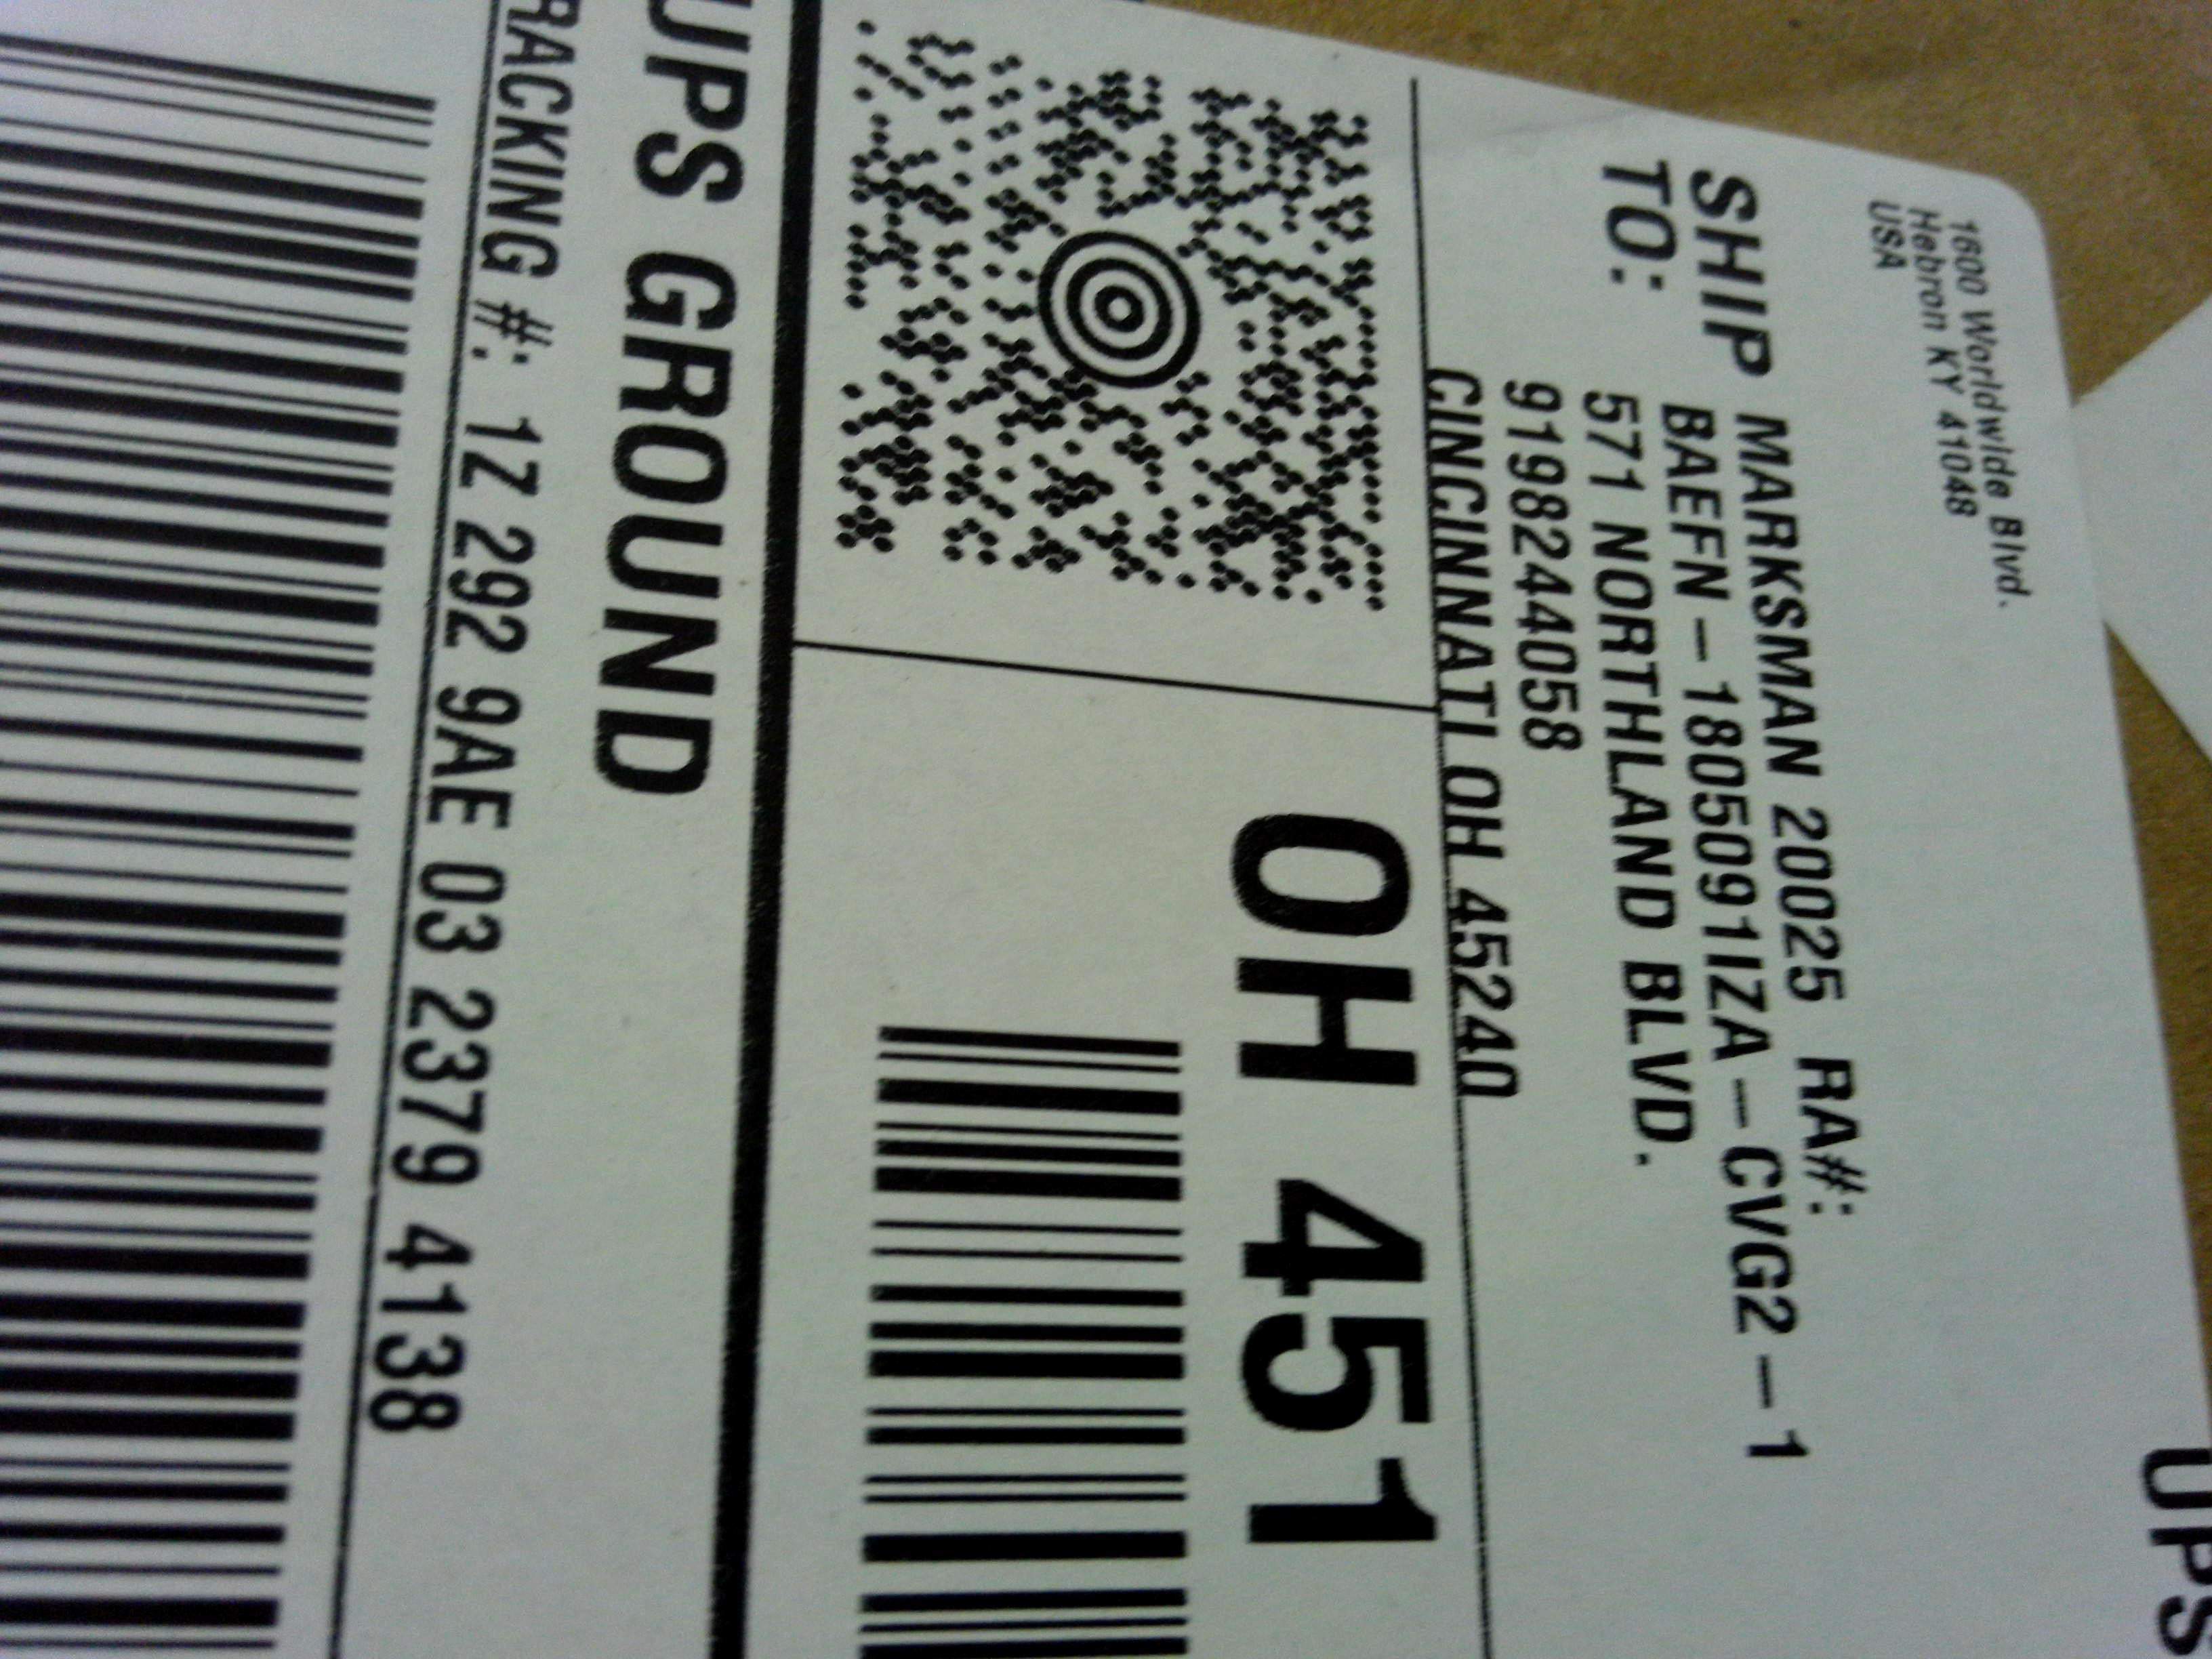 1600 Worldwide Blvd.
Hebron KY 41048
USA
UPS
SHIP MARKSMAN 200025 RA#:
TO: BAEFN-1805091IZA-CVG2-1
571 NORTHLAND BLVD.
9198244058
CINCINNATI OH 45240
OH 451
UPS GROUND
RACKING #: 1Z 292 9AE 03 2379 4138